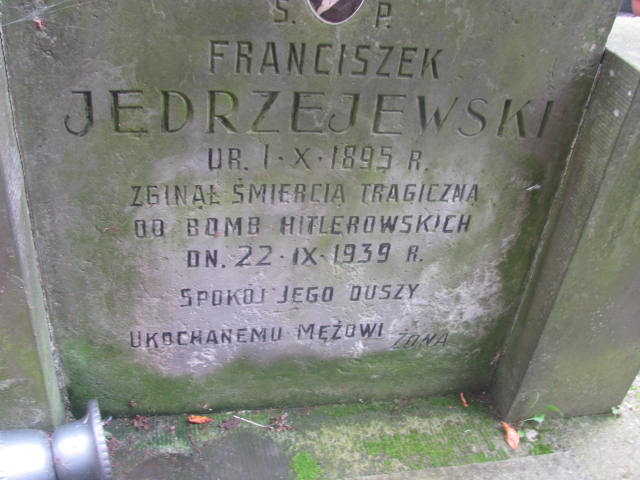 Ś. P.
FRANCISZEK
JĘDRZEJEWSKI
UR. 1·X·1895 R.
ZGINĄŁ ŚMIERCIĄ TRAGICZNĄ
OD BOMB HITLEROWSKICH
DN. 22·IX·1939 R.
SPOKÓJ JEGO DUSZY
UKOCHANEMU MĘŻOWI ŻONA